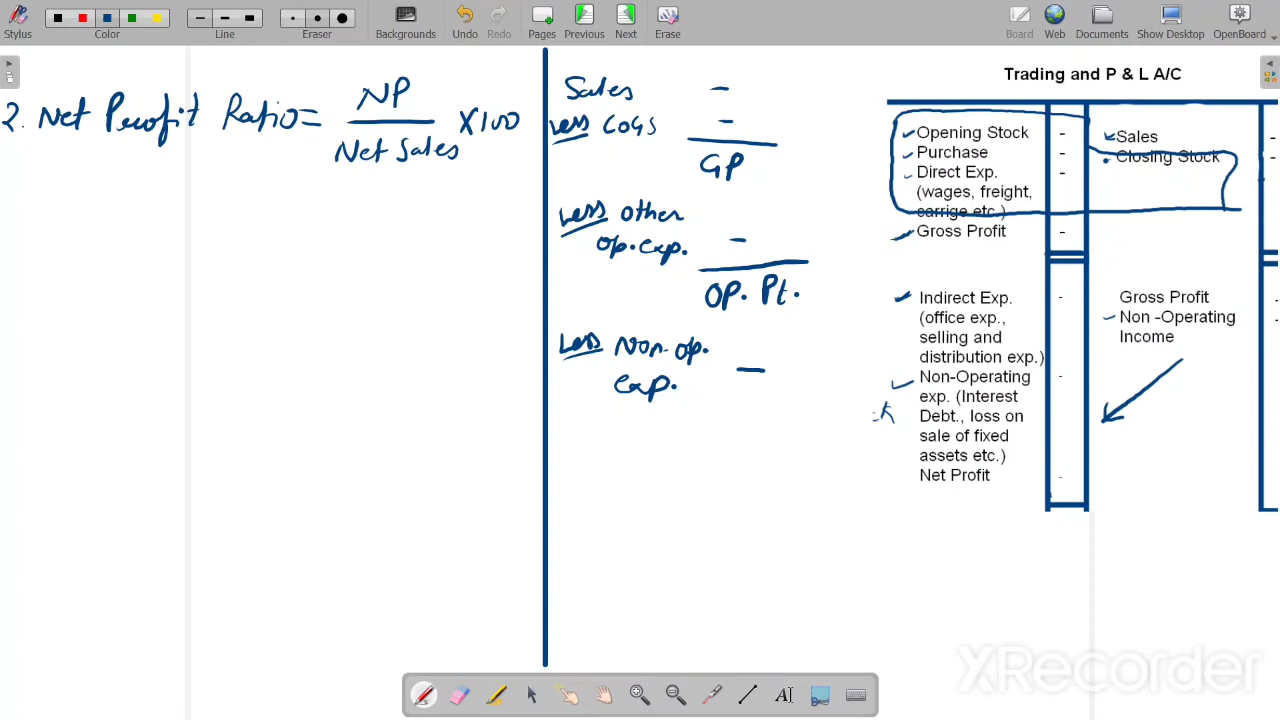 Stylus
Color
Line
Eraser
Backgrounds
Undo
Redo
Pages
Previous
Next
Erase
Board
Web
Documents
Show Desktop
OpenBoard
2. Net Profit Ratio = NP / Net Sales × 100
Sales -
Less COGS -
GP
Less other
op. exp. -
OP. Pt.
Less Non-op.
exp. -
Trading and P & L A/C
Opening Stock - Sales -
Purchase - Closing Stock -
Direct Exp. -
(wages, freight,
carrige etc.)
Gross Profit -
Indirect Exp. - Gross Profit -
(office exp., Non -Operating -
selling and Income
distribution exp.)
Non-Operating -
exp. (Interest
Debt., loss on
sale of fixed
assets etc.)
Net Profit -
XRecorder